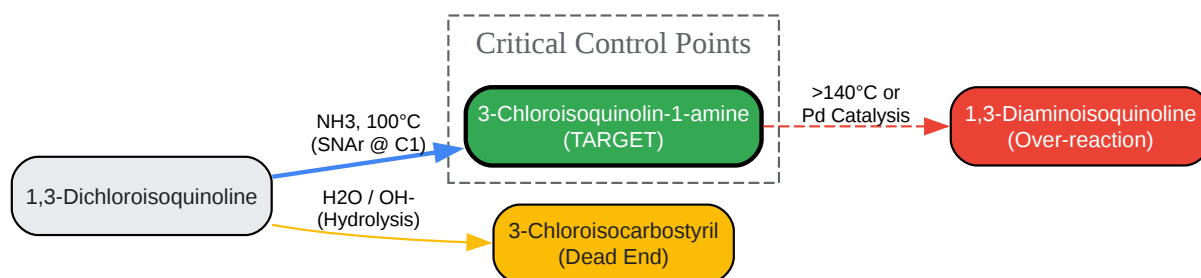 Critical Control Points
1,3-Dichloroisoquinoline
NH3, 100°C
(SNAr @ C1)
3-Chloroisoquinolin-1-amine
(TARGET)
>140°C or
Pd Catalysis
1,3-Diaminoisoquinoline
(Over-reaction)
H2O / OH-
(Hydrolysis)
3-Chloroisocarbostyril
(Dead End)